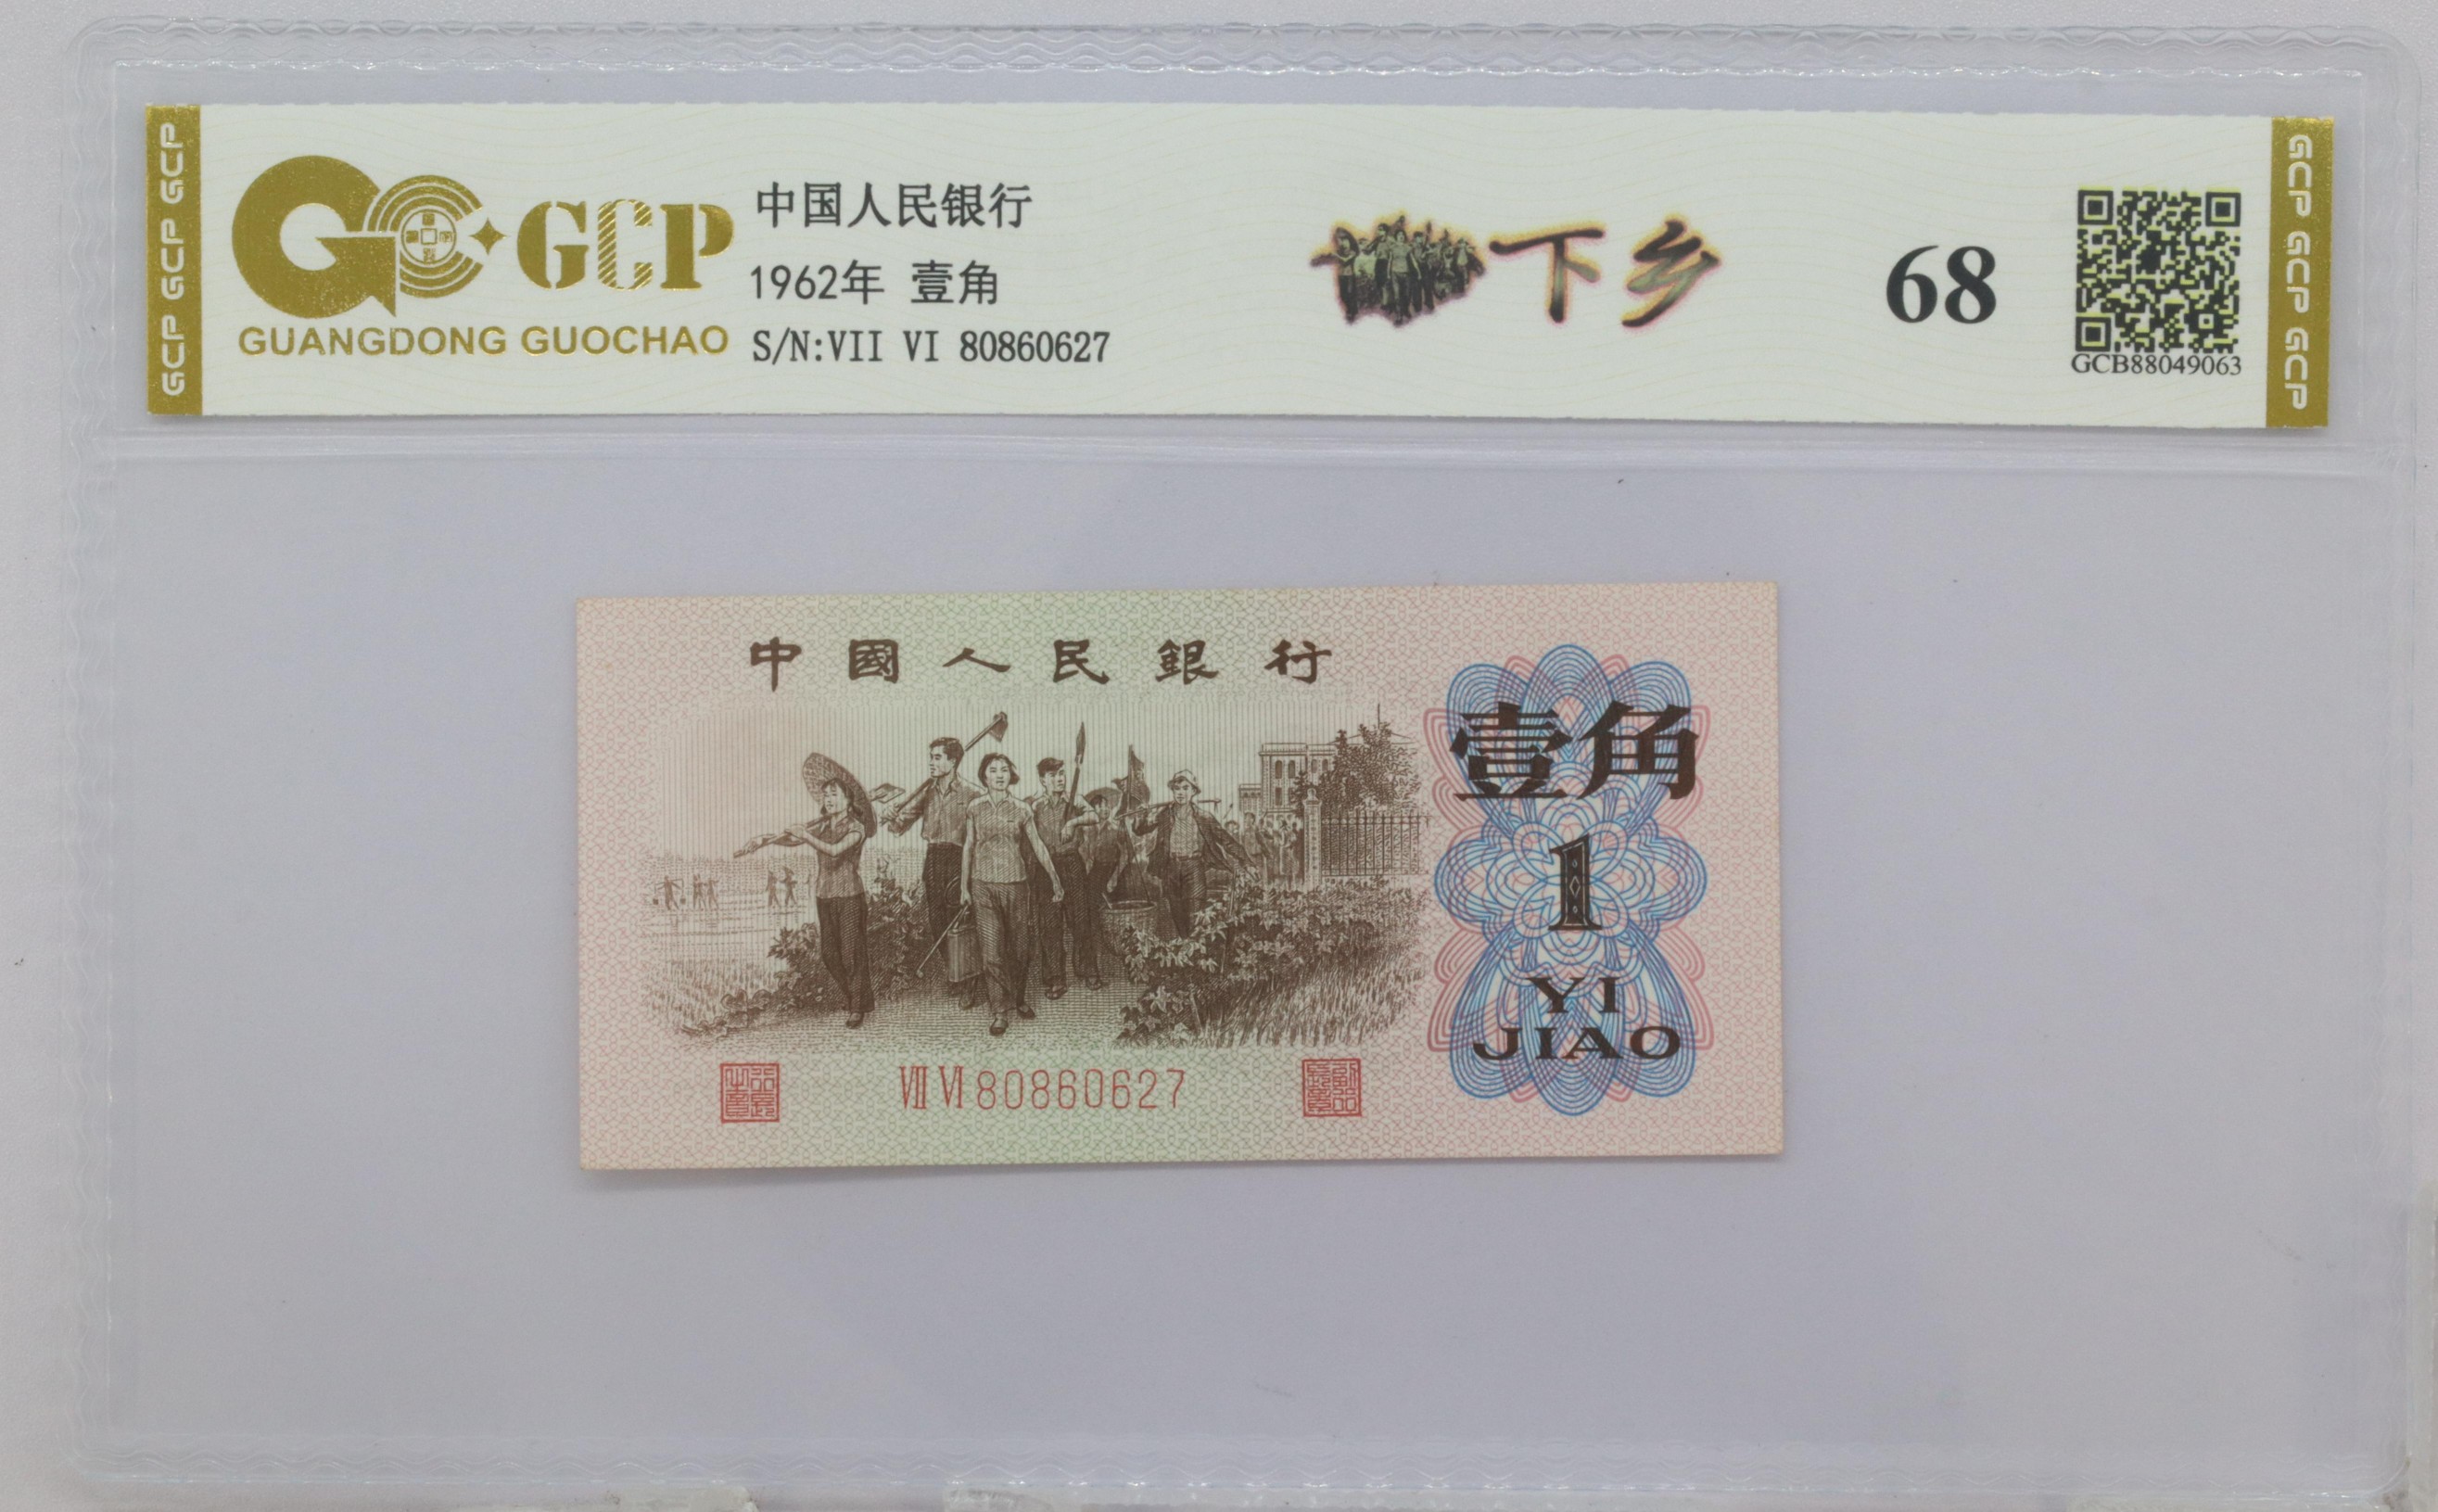 GCP GCP GCP
GCP
GUANGDONG GUOCHAO
中国人民银行
1962年 壹角
S/N:VII VI 80860627
下乡
68
GCB88049063
GCP GCP GCP
中國人民銀行
壹角
1
YI
JIAO
VII VI 80860627